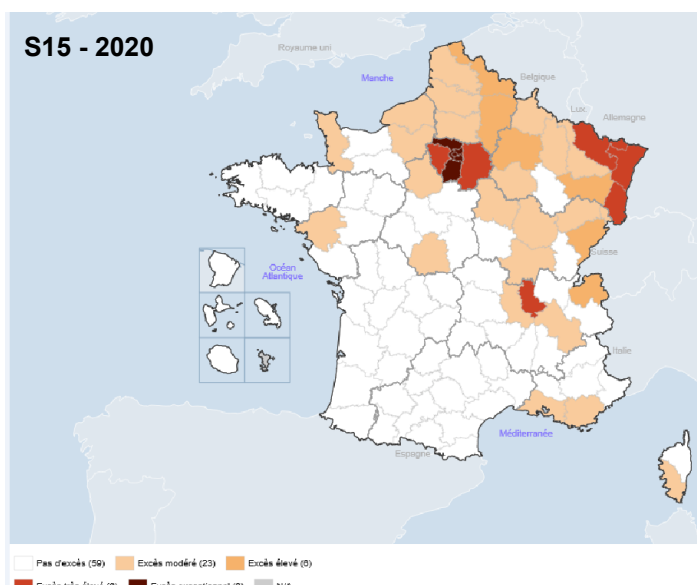 S15 - 2020
Royaume uni
Manche
Belgique
Lux
Allemagne
Suisse
Océan
Atlantique
Italie
Méditerranée
Espagne
Pas d'excès (59) Excès modéré (23) Excès élevé (6)